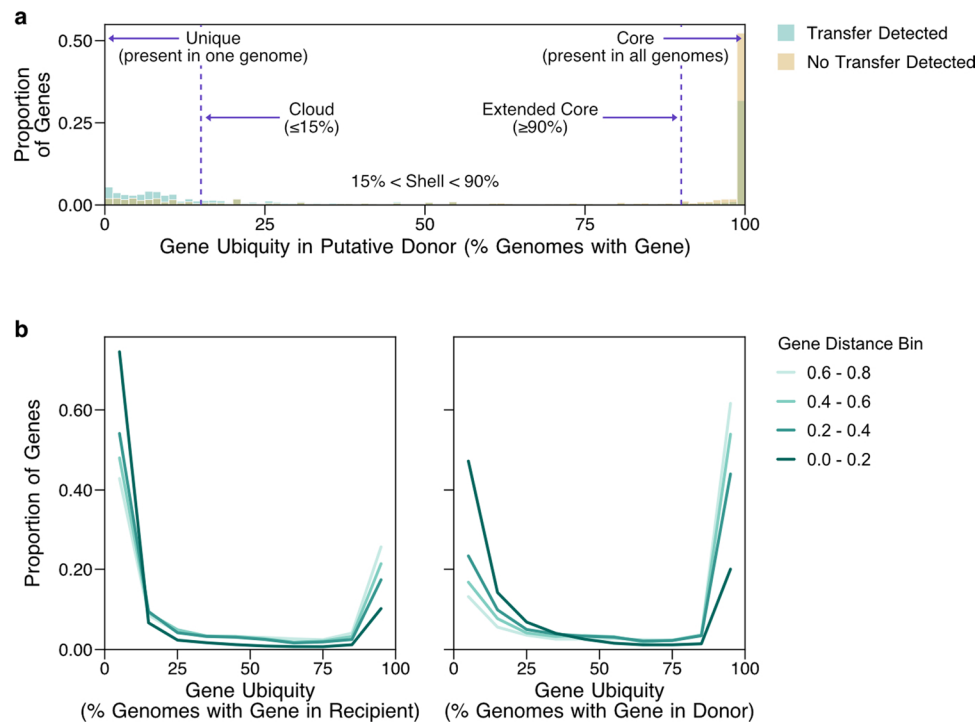 a
Unique
(present in one genome)
Core
(present in all genomes)
Cloud
(≤15%)
Extended Core
(≥90%)
15% < Shell < 90%
Proportion
of Genes
0.50
0.25
0.00
0
25
50
75
100
Gene Ubiquity in Putative Donor (% Genomes with Gene)
Transfer Detected
No Transfer Detected
b
Proportion of Genes
0.60
0.40
0.20
0.00
0
25
50
75
100
Gene Ubiquity
(% Genomes with Gene in Recipient)
0
25
50
75
100
Gene Ubiquity
(% Genomes with Gene in Donor)
Gene Distance Bin
0.6 - 0.8
0.4 - 0.6
0.2 - 0.4
0.0 - 0.2